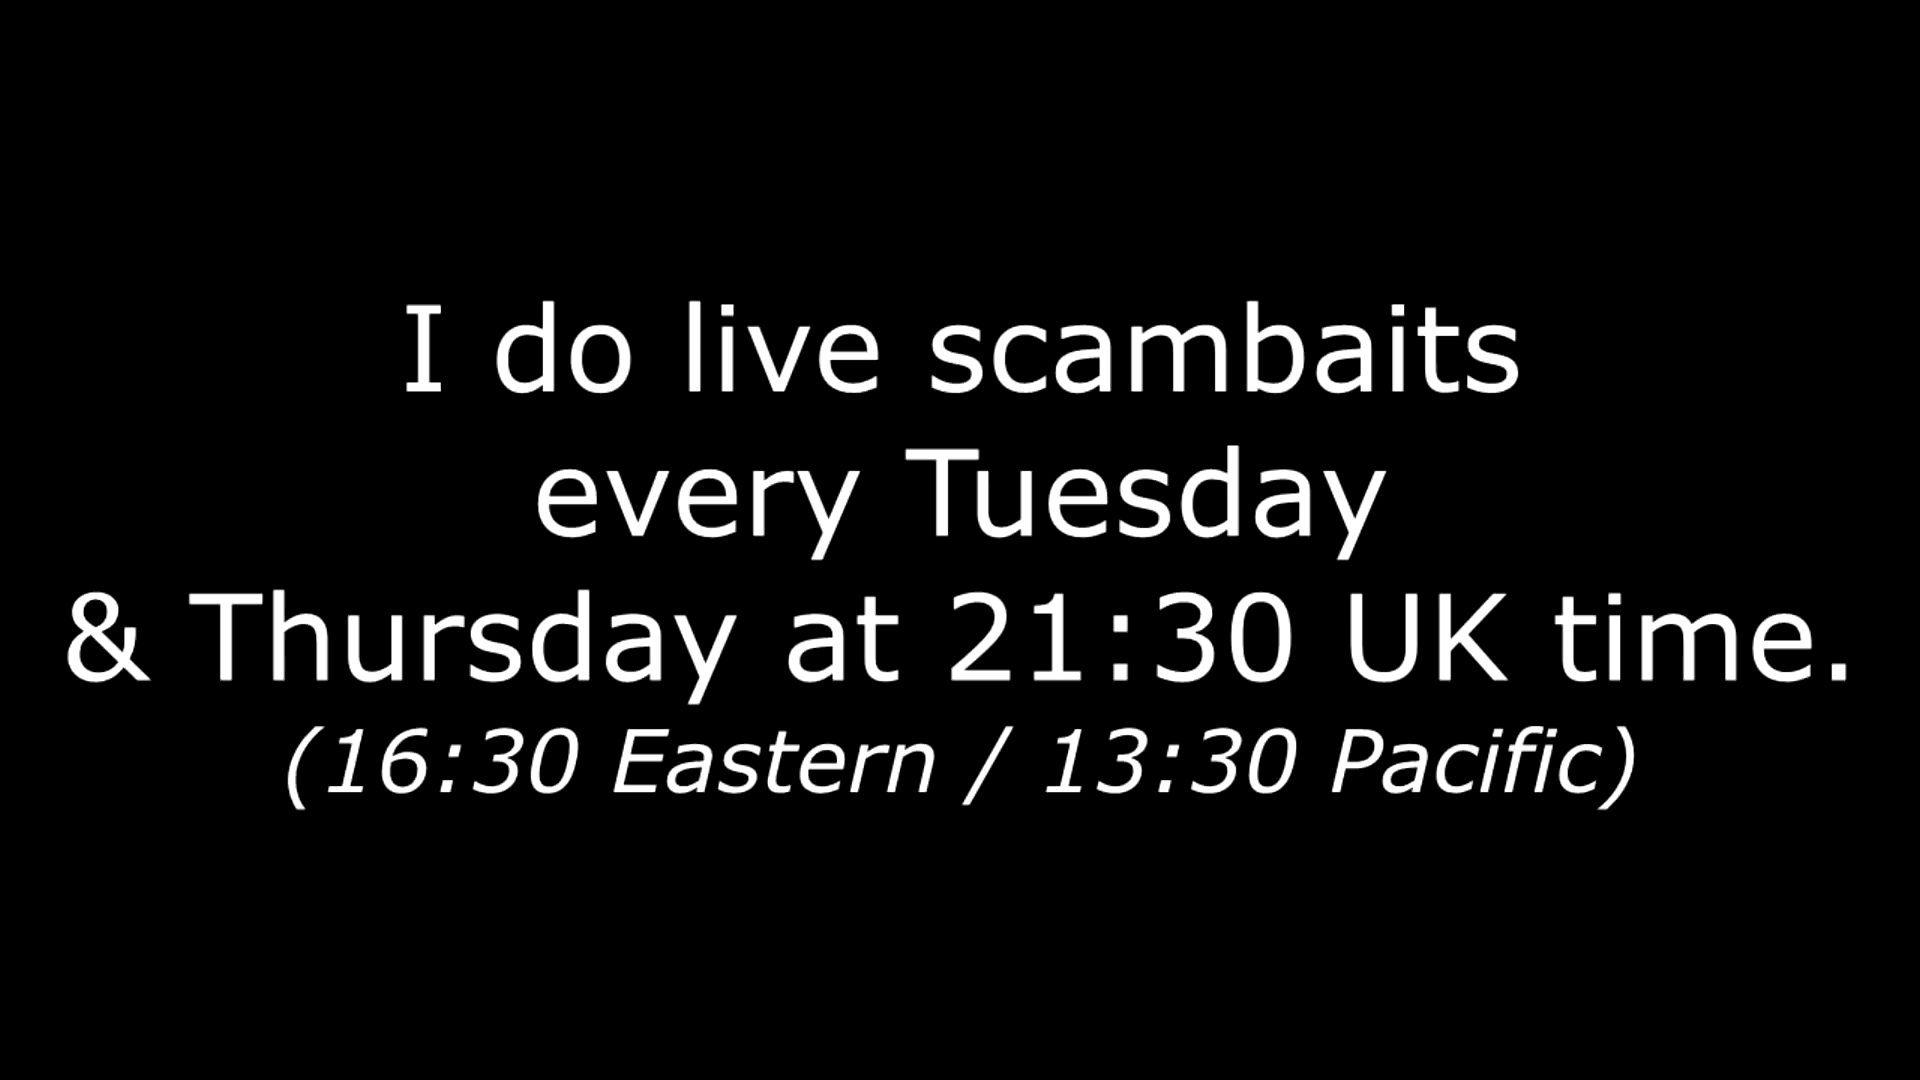 I do live scambaits
every Tuesday
& Thursday at 21:30 UK time.
(16:30 Eastern / 13:30 Pacific)